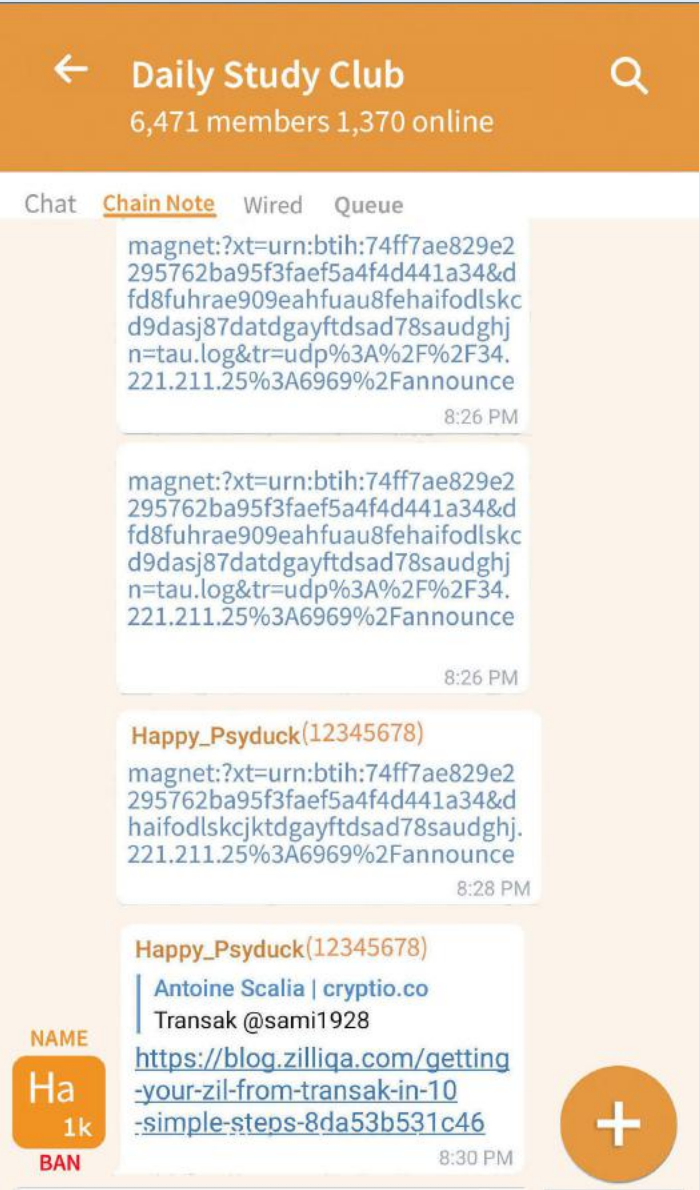 Daily Study Club
6,471 members 1,370 online
Chat Chain Note Wired Queue
magnet:?xt=urn:btih:74ff7ae829e2
295762ba95f3faef5a4f4d441a34&d
fd8fuhrae909eahfuau8fehaifodlskc
d9dasj87datdgayftdsad78saudghj
n=tau.log&tr=udp%3A%2F%2F34.
221.211.25%3A6969%2Fannounce
8:26 PM
magnet:?xt=urn:btih:74ff7ae829e2
295762ba95f3faef5a4f4d441a34&d
fd8fuhrae909eahfuau8fehaifodlskc
d9dasj87datdgayftdsad78saudghj
n=tau.log&tr=udp%3A%2F%2F34.
221.211.25%3A6969%2Fannounce
8:26 PM
Happy_Psyduck(12345678)
magnet:?xt=urn:btih:74ff7ae829e2
295762ba95f3faef5a4f4d441a34&d
haifodlskcjktdgayftdsad78saudghj.
221.211.25%3A6969%2Fannounce
8:28 PM
Happy_Psyduck(12345678)
Antoine Scalia | cryptio.co
Transak @sami1928
https://blog.zilliqa.com/getting
-your-zil-from-transak-in-10
-simple-steps-8da53b531c46
8:30 PM
NAME
Ha
1k
BAN